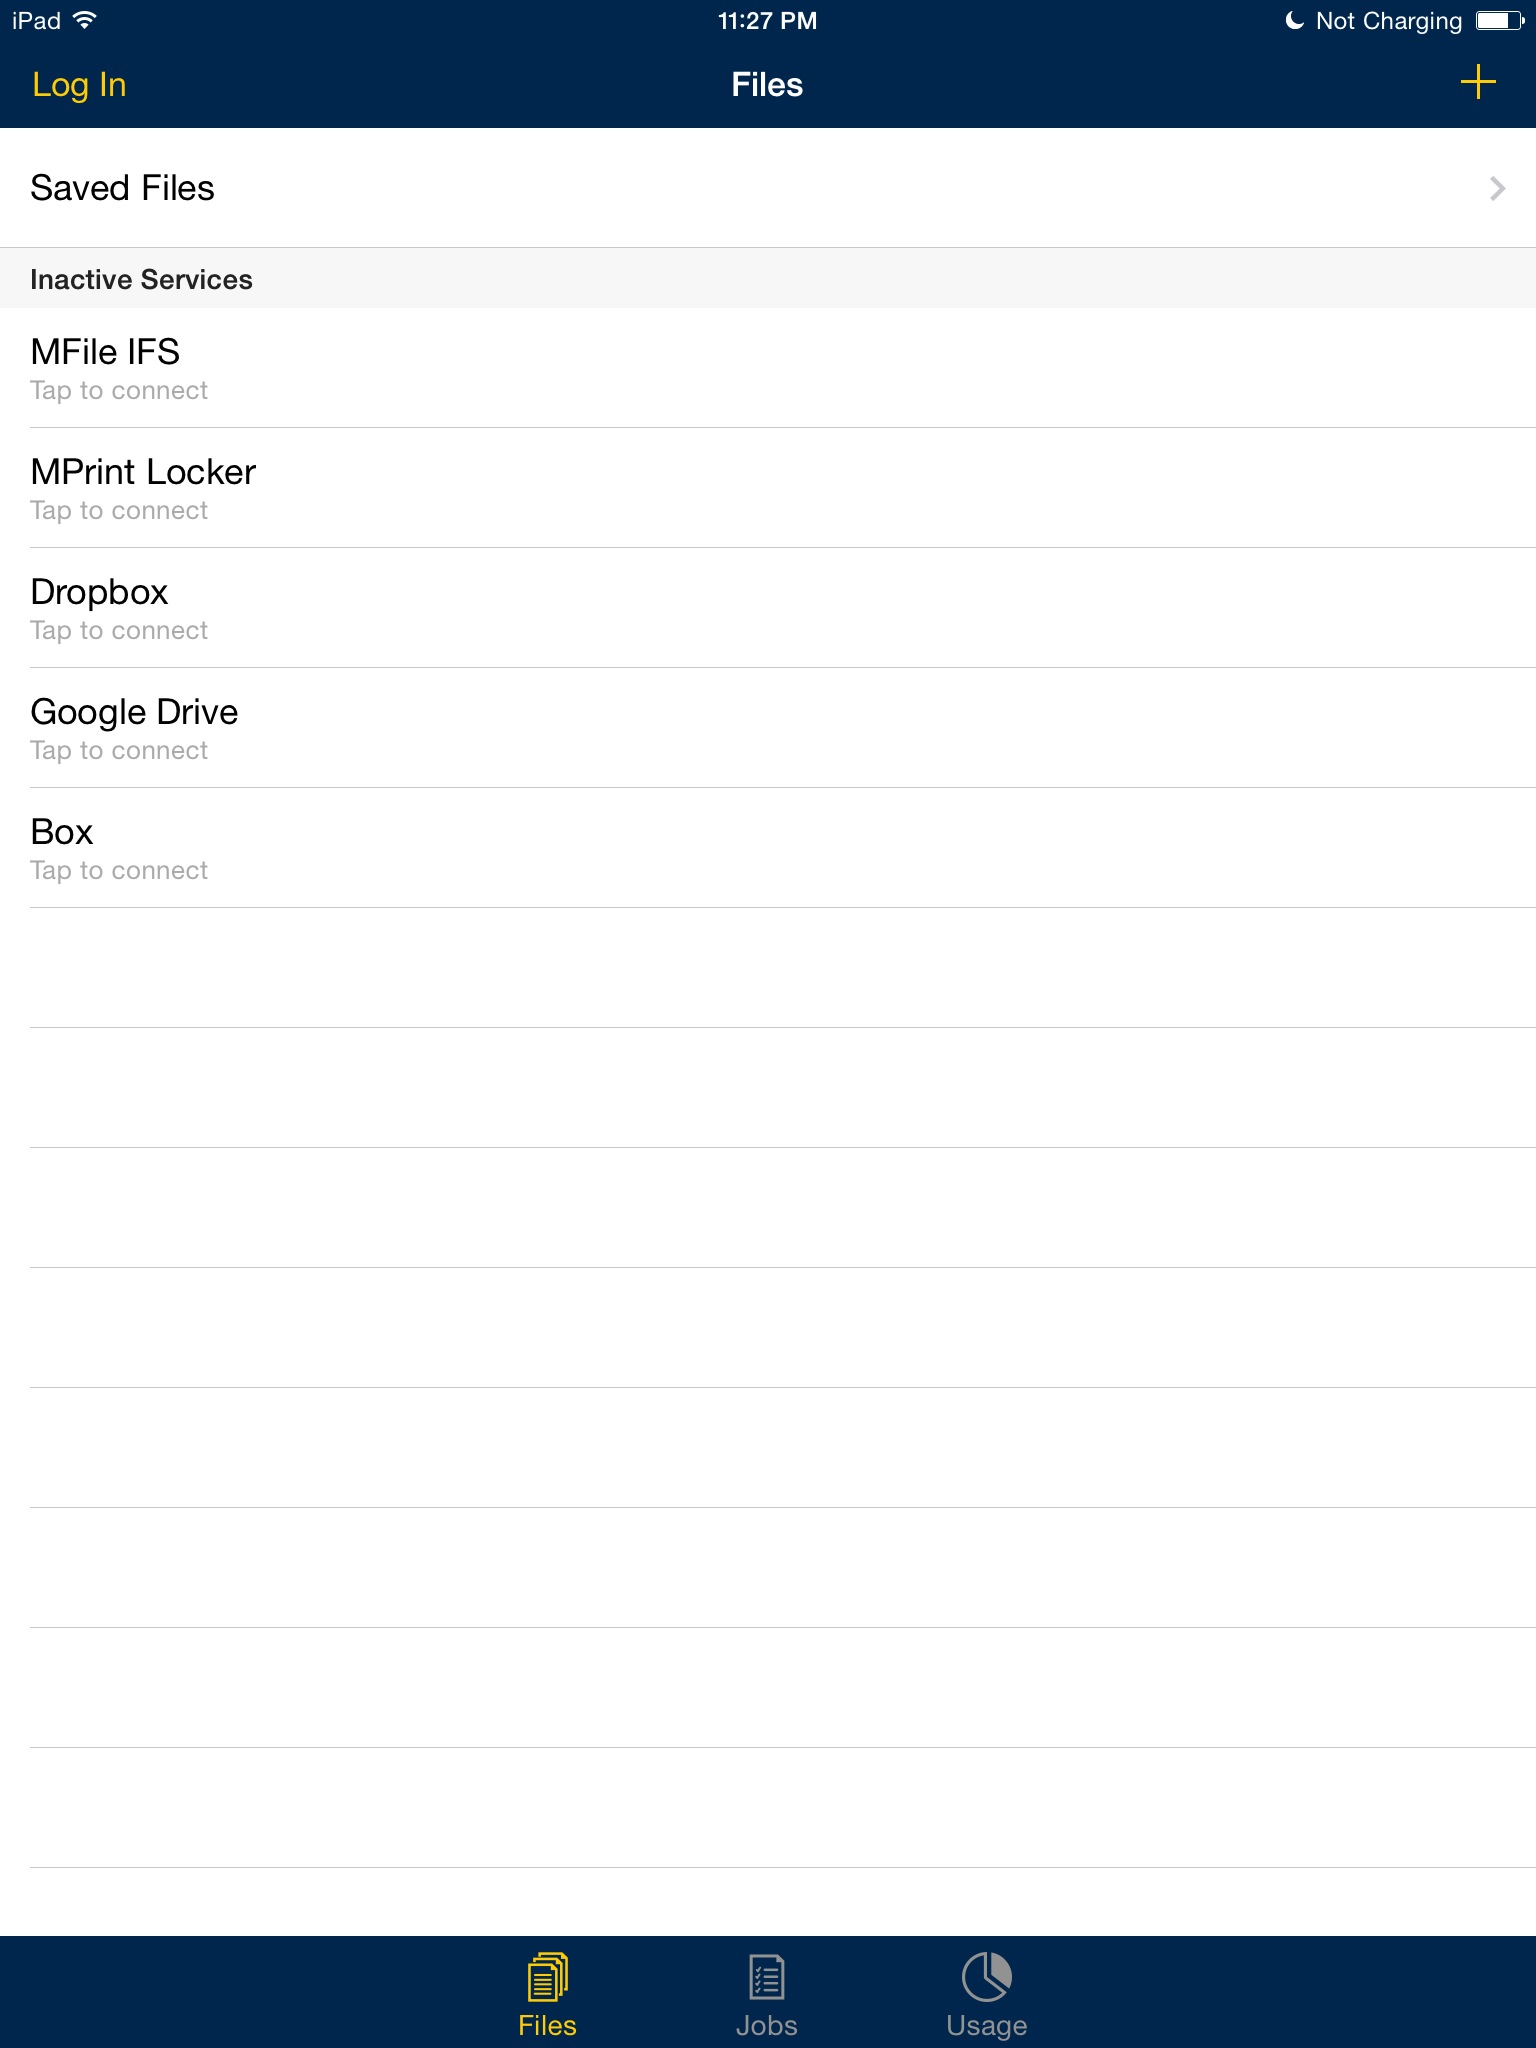 iPad 11:27 PM Not Charging
Log In Files
Saved Files
Inactive Services
MFile IFS
Tap to connect
MPrint Locker
Tap to connect
Dropbox
Tap to connect
Google Drive
Tap to connect
Box
Tap to connect
Files Jobs Usage